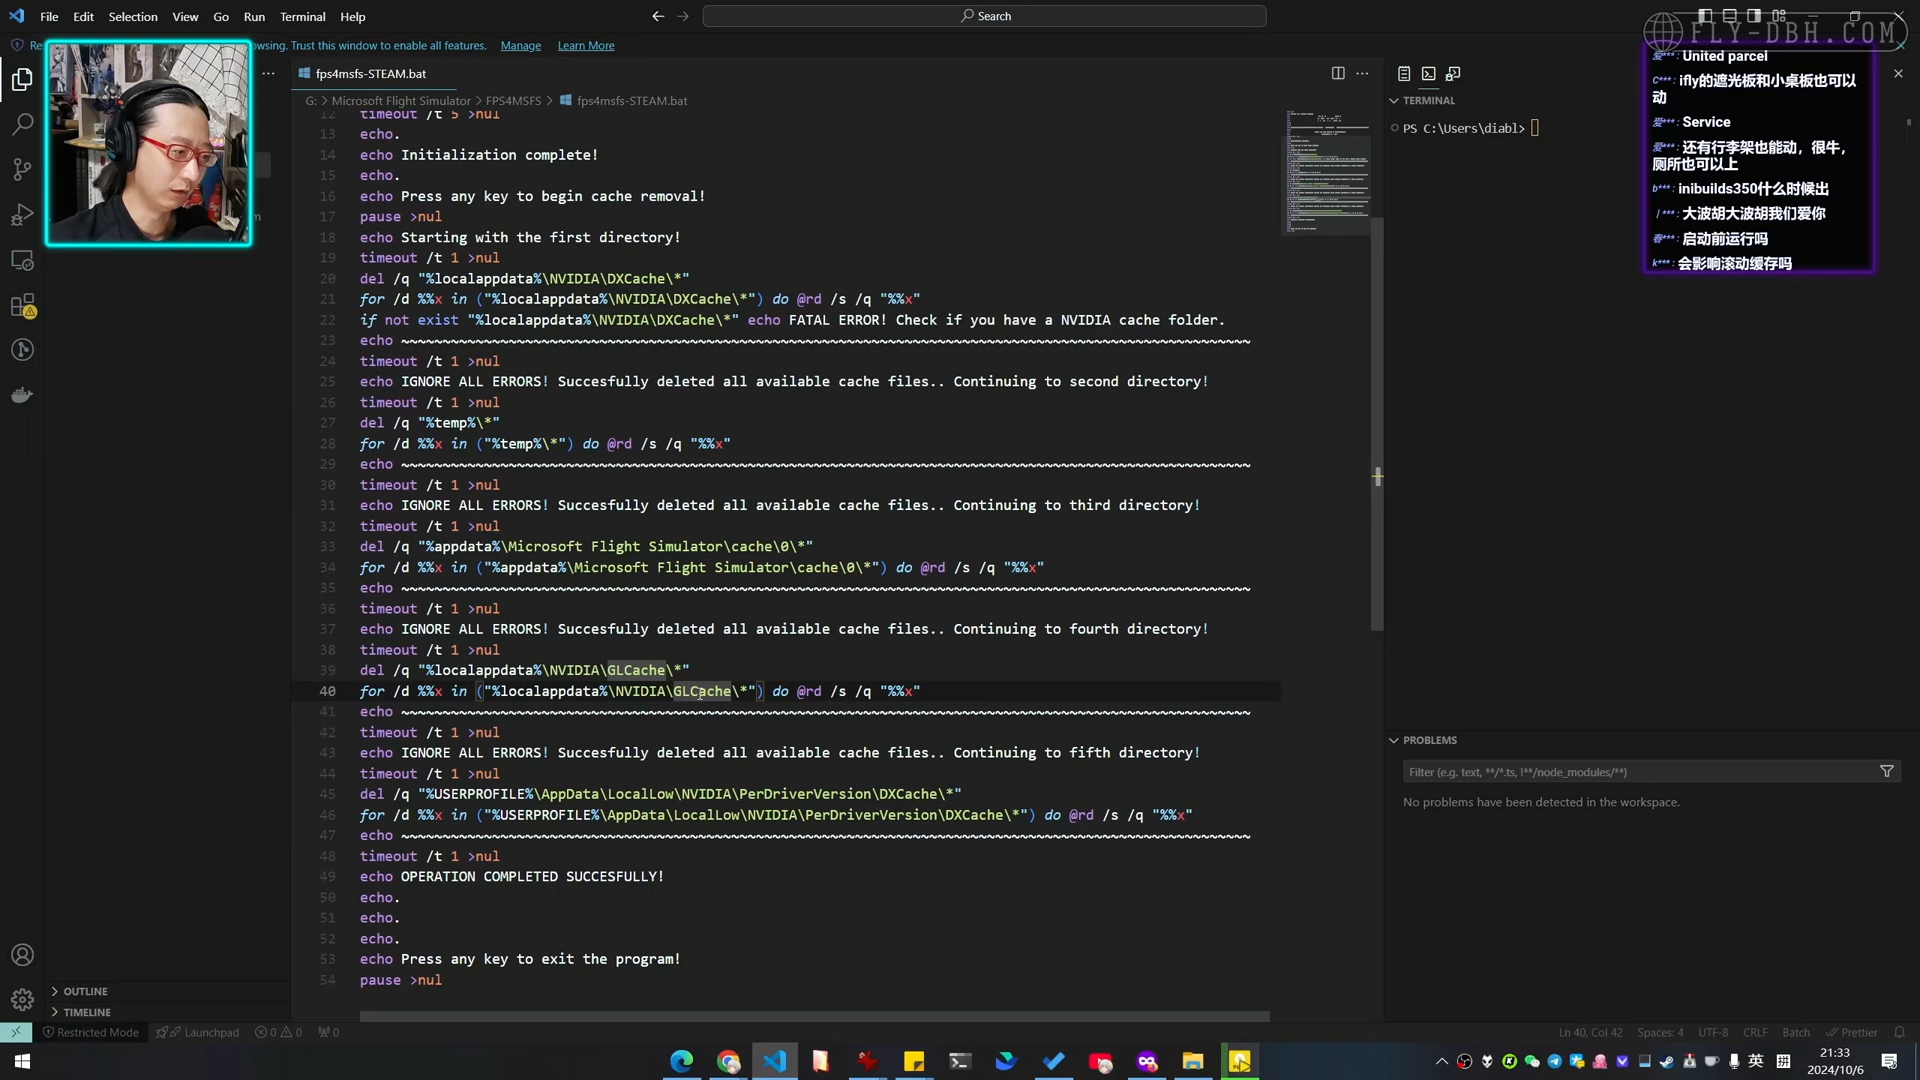 File Edit Selection View Go Run Terminal Help
Search
FLY-DBH.COM
Res
owsing. Trust this window to enable all features. Manage Learn More
fps4msfs-STEAM.bat
G: > Microsoft Flight Simulator > FPS4MSFS > fps4msfs-STEAM.bat
12 timeout /t 5 >nul
13 echo.
14 echo Initialization complete!
15 echo.
16 echo Press any key to begin cache removal!
17 pause >nul
18 echo Starting with the first directory!
19 timeout /t 1 >nul
20 del /q "%localappdata%\NVIDIA\DXCache\*"
21 for /d %%x in ("%localappdata%\NVIDIA\DXCache\*") do @rd /s /q "%%x"
22 if not exist "%localappdata%\NVIDIA\DXCache\*" echo FATAL ERROR! Check if you have a NVIDIA cache folder.
23 echo ~~~~~~~~~~~~~~~~~~~~~~~~~~~~~~~~~~~~~~~~~~~~~~~~~~~~~~~~~~~~~~~~~~~~~~~~~~~~~~~~~~~~~~~~~~~~~~~~~~~~~~~
24 timeout /t 1 >nul
25 echo IGNORE ALL ERRORS! Succesfully deleted all available cache files.. Continuing to second directory!
26 timeout /t 1 >nul
27 del /q "%temp%\*"
28 for /d %%x in ("%temp%\*") do @rd /s /q "%%x"
29 echo ~~~~~~~~~~~~~~~~~~~~~~~~~~~~~~~~~~~~~~~~~~~~~~~~~~~~~~~~~~~~~~~~~~~~~~~~~~~~~~~~~~~~~~~~~~~~~~~~~~~~~~~
30 timeout /t 1 >nul
31 echo IGNORE ALL ERRORS! Succesfully deleted all available cache files.. Continuing to third directory!
32 timeout /t 1 >nul
33 del /q "%appdata%\Microsoft Flight Simulator\cache\0\*"
34 for /d %%x in ("%appdata%\Microsoft Flight Simulator\cache\0\*") do @rd /s /q "%%x"
35 echo ~~~~~~~~~~~~~~~~~~~~~~~~~~~~~~~~~~~~~~~~~~~~~~~~~~~~~~~~~~~~~~~~~~~~~~~~~~~~~~~~~~~~~~~~~~~~~~~~~~~~~~~
36 timeout /t 1 >nul
37 echo IGNORE ALL ERRORS! Succesfully deleted all available cache files.. Continuing to fourth directory!
38 timeout /t 1 >nul
39 del /q "%localappdata%\NVIDIA\GLCache\*"
40 for /d %%x in ("%localappdata%\NVIDIA\GLCache\*") do @rd /s /q "%%x"
41 echo ~~~~~~~~~~~~~~~~~~~~~~~~~~~~~~~~~~~~~~~~~~~~~~~~~~~~~~~~~~~~~~~~~~~~~~~~~~~~~~~~~~~~~~~~~~~~~~~~~~~~~~~
42 timeout /t 1 >nul
43 echo IGNORE ALL ERRORS! Succesfully deleted all available cache files.. Continuing to fifth directory!
44 timeout /t 1 >nul
45 del /q "%USERPROFILE%\AppData\LocalLow\NVIDIA\PerDriverVersion\DXCache\*"
46 for /d %%x in ("%USERPROFILE%\AppData\LocalLow\NVIDIA\PerDriverVersion\DXCache\*") do @rd /s /q "%%x"
47 echo ~~~~~~~~~~~~~~~~~~~~~~~~~~~~~~~~~~~~~~~~~~~~~~~~~~~~~~~~~~~~~~~~~~~~~~~~~~~~~~~~~~~~~~~~~~~~~~~~~~~~~~~
48 timeout /t 1 >nul
49 echo OPERATION COMPLETED SUCCESFULLY!
50 echo.
51 echo.
52 echo.
53 echo Press any key to exit the program!
54 pause >nul
TERMINAL
PS C:\Users\diabl>
爱***: United parcel
C***: ifly的遮光板和小桌板也可以
动
爱***: Service
爱***: 还有行李架也能动，很牛，
厕所也可以上
b***: inibuilds350什么时候出
/***: 大波胡大波胡我们爱你
春***: 启动前运行吗
k***: 会影响滚动缓存吗
PROBLEMS
Filter (e.g. text, **/*.ts, !**/node_modules/**)
No problems have been detected in the workspace.
OUTLINE
TIMELINE
Restricted Mode Launchpad 0 0 0
Ln 40, Col 42 Spaces: 4 UTF-8 CRLF Batch Prettier
英
21:33
2024/10/6